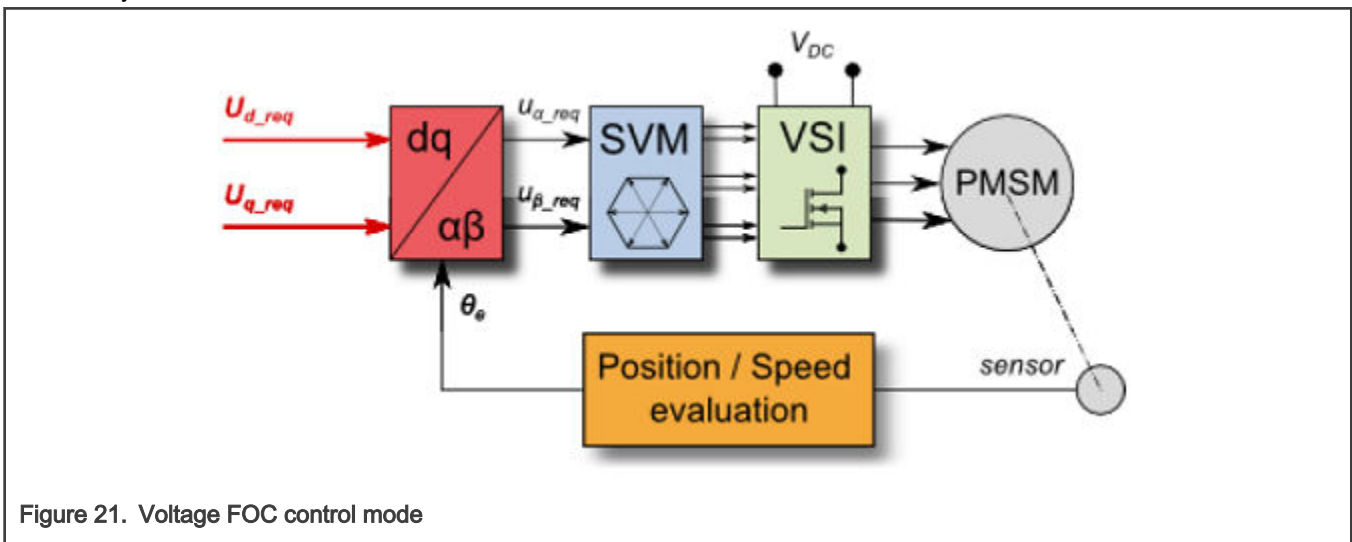 V_DC
U_d_req
u_α_req
dq
SVM
VSI
PMSM
U_q_req
u_β_req
αβ
θ_e
Position / Speed
evaluation
sensor
Figure 21. Voltage FOC control mode